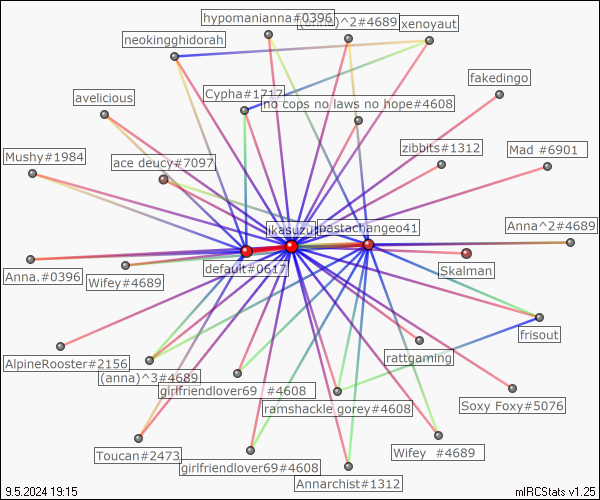 hypomanianna#0396
(anna)^2#4689
xenoyaut
neokingghidorah
fakedingo
avelicious
Cypha#1717
no cops no laws no hope#4608
Mushy#1984
ace deucy#7097
zibbits#1312
Mad #6901
Anna^2#4689
pastachangeo41
default#0617
Skalman
Anna.#0396
Wifey#4689
frisout
AlpineRooster#2156
(anna)^3#4689
rattgaming
girlfriendlover69 #4608
ramshackle gorey#4608
Soxy Foxy#5076
Toucan#2473
Wifey #4689
girlfriendlover69#4608
Annarchist#1312
9.5.2024 19:15
mIRCStats v1.25